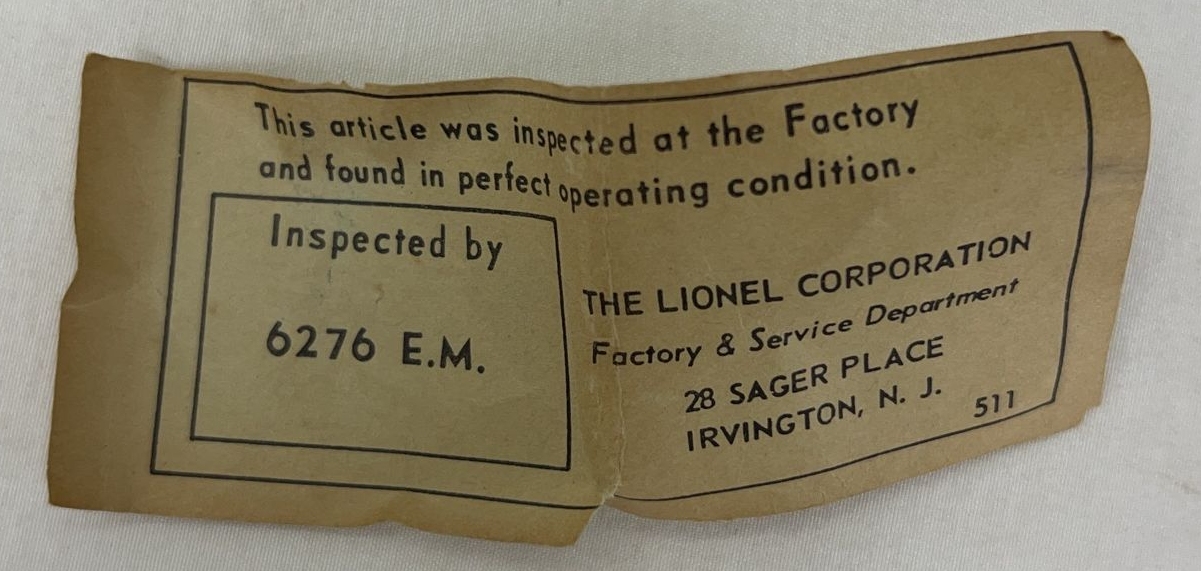 This article was inspected at the Factory
and found in perfect operating condition.
Inspected by
6276 E.M.
THE LIONEL CORPORATION
Factory & Service Department
28 SAGER PLACE
IRVINGTON, N. J.
511